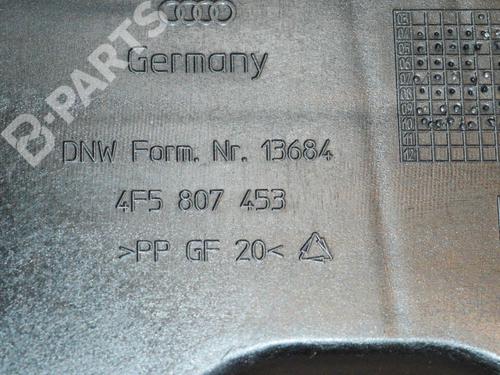 Germany
DNW Form. Nr. 13684
4F5 807 453
>PP GF 20<
B-PARTS